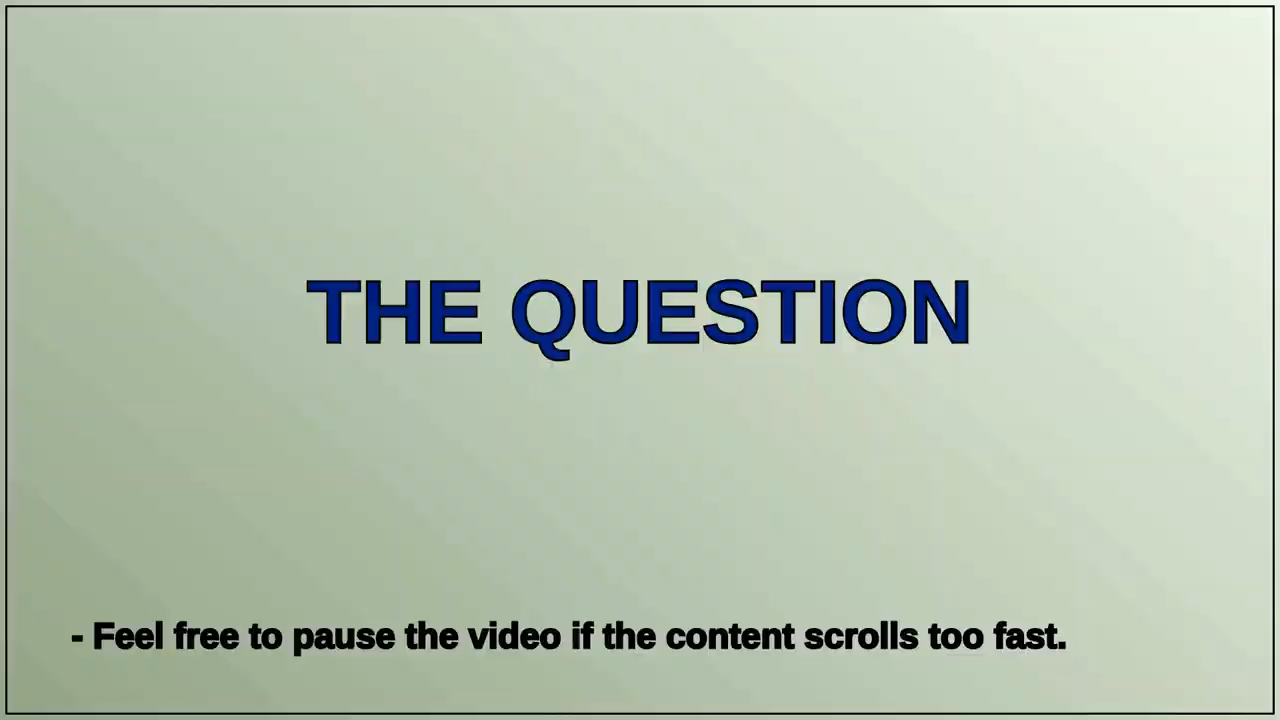 THE QUESTION
- Feel free to pause the video if the content scrolls too fast.